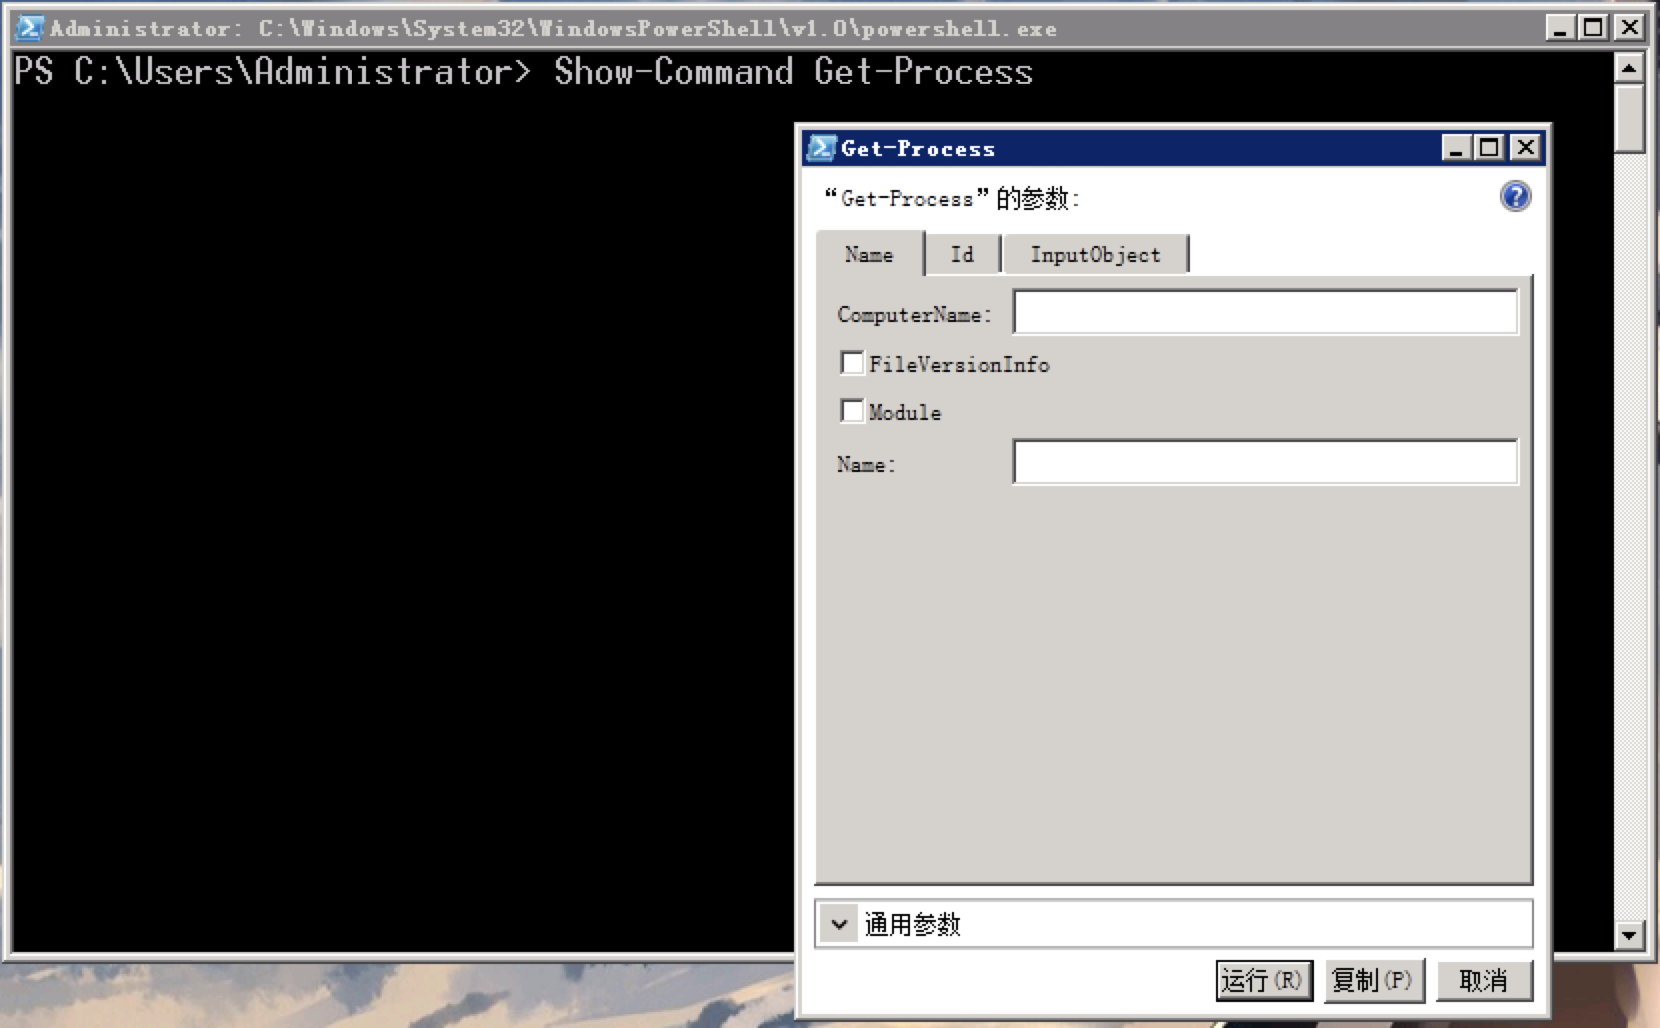 Administrator: C:\Windows\System32\WindowsPowerShell\v1.0\powershell.exe
PS C:\Users\Administrator> Show-Command Get-Process
Get-Process
“Get-Process”的参数:
Name Id InputObject
ComputerName:
FileVersionInfo
Module
Name:
通用参数
运行(R) 复制(P) 取消